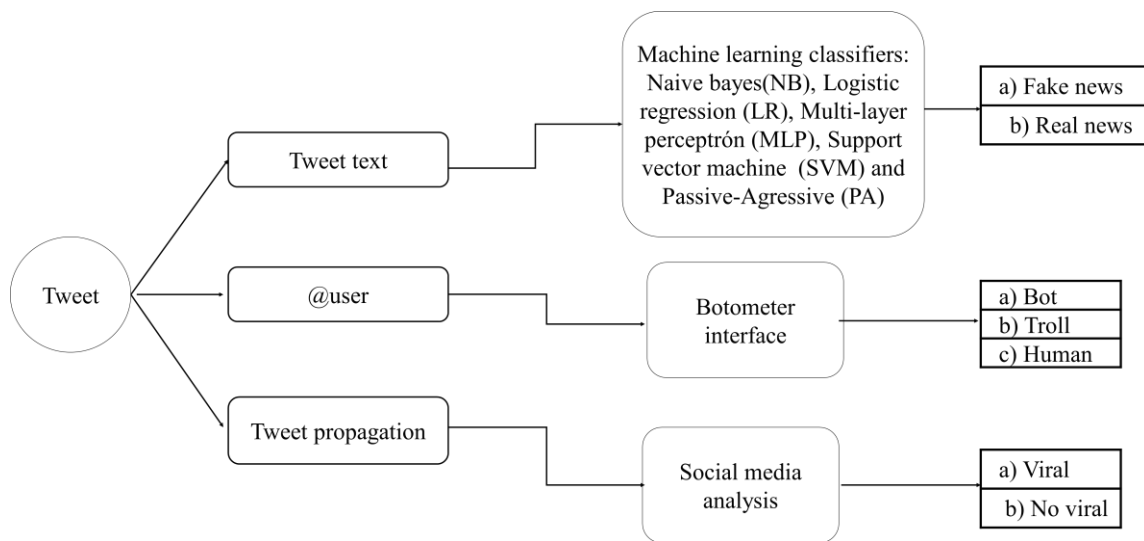 Tweet
Tweet text
@user
Tweet propagation
Machine learning classifiers:
Naive bayes(NB), Logistic
regression (LR), Multi-layer
perceptrón (MLP), Support
vector machine  (SVM) and
Passive-Agressive (PA)
Botometer
interface
Social media
analysis
a) Fake news
b) Real news
a) Bot
b) Troll
c) Human
a) Viral
b) No viral